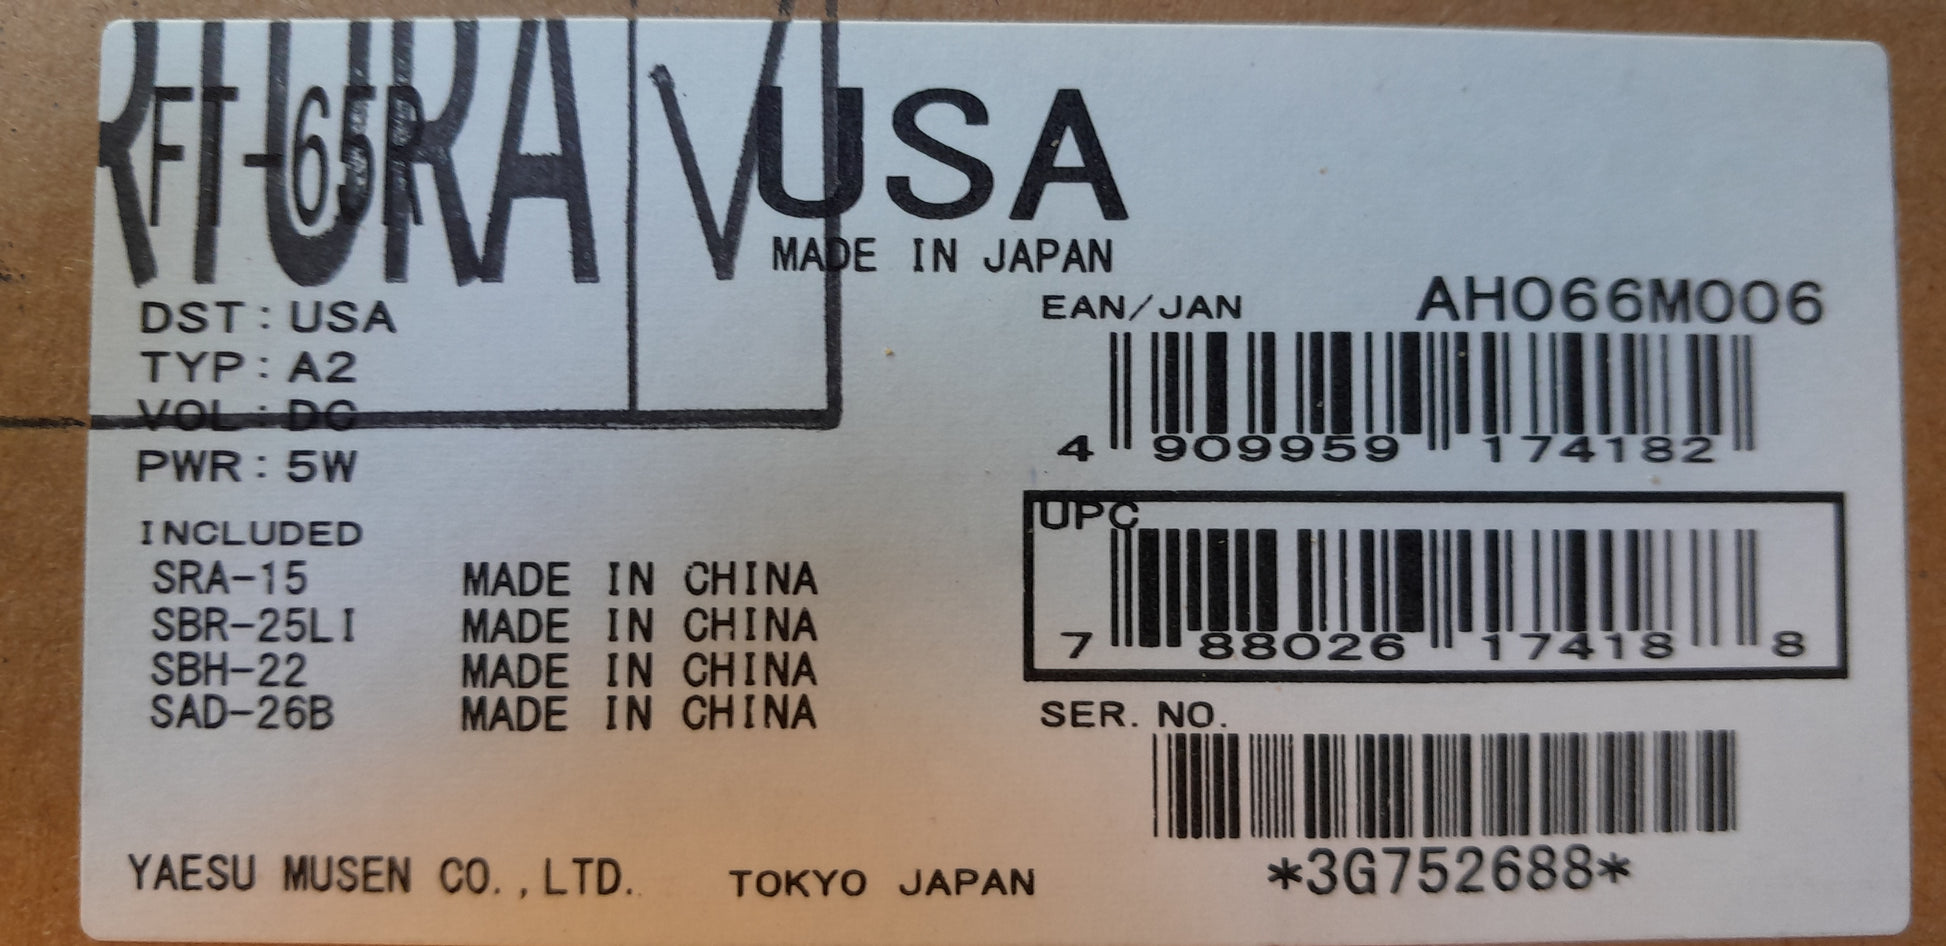 RTURA V
FT-65R USA
MADE IN JAPAN
DST: USA
TYP: A2
VOL: DC
PWR: 5W
EAN/JAN AH066M006
4 909959 174182
UPC
7 88026 17418 8
INCLUDED
SRA-15 MADE IN CHINA
SBR-25LI MADE IN CHINA
SBH-22 MADE IN CHINA
SAD-26B MADE IN CHINA
SER. NO.
*3G752688*
YAESU MUSEN CO.,LTD. TOKYO JAPAN